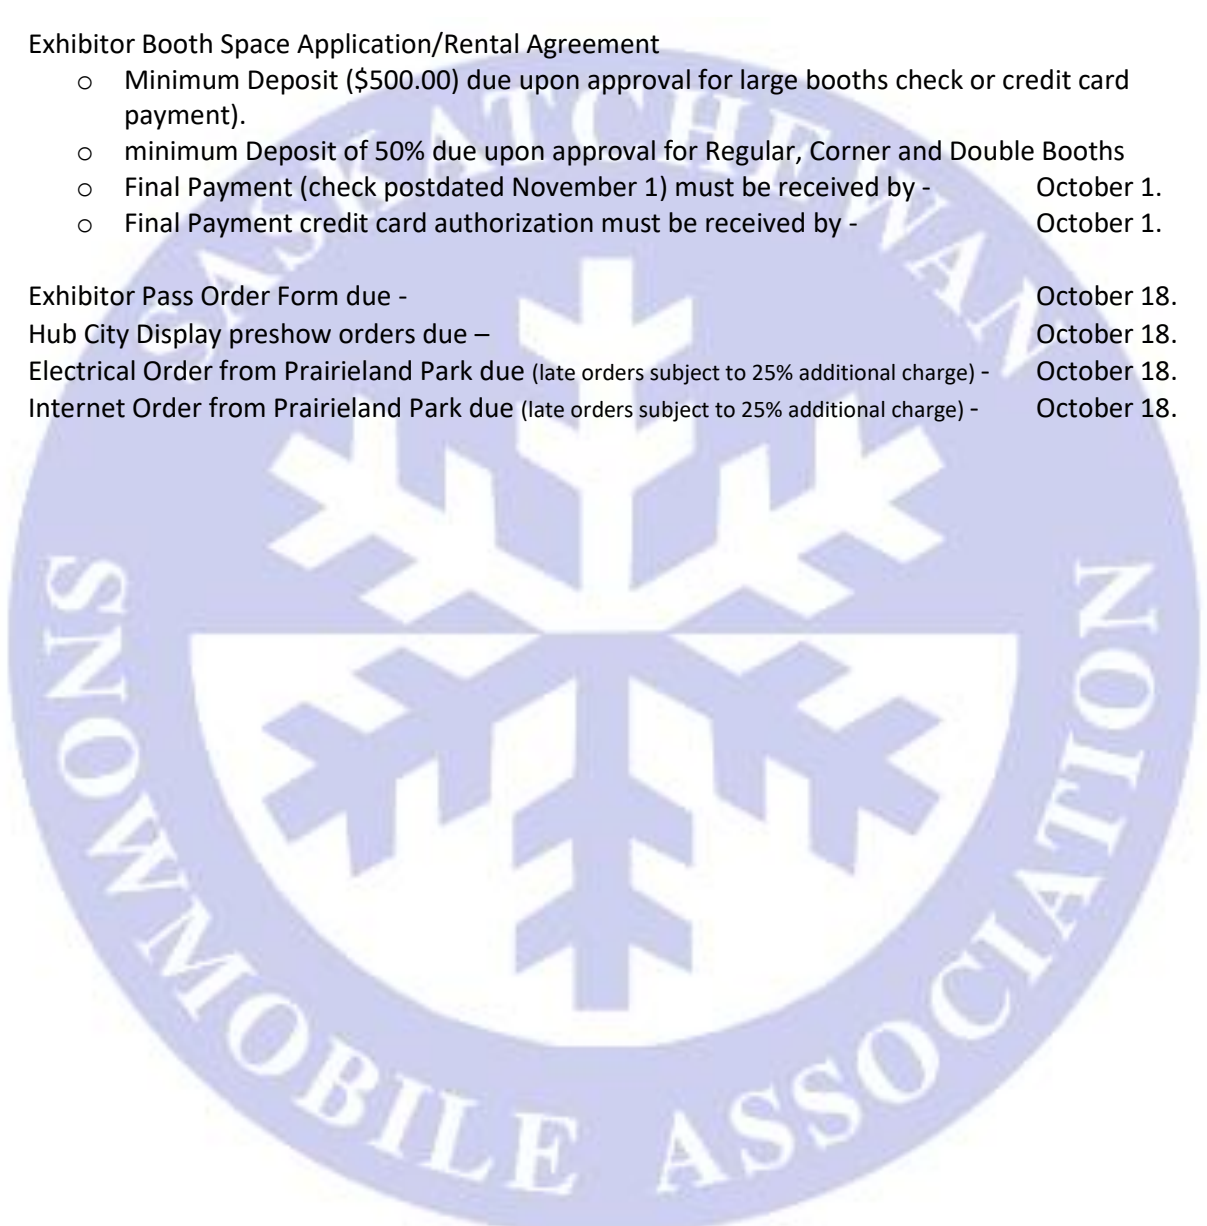 Exhibitor Booth Space Application/Rental Agreement
o Minimum Deposit ($500.00) due upon approval for large booths check or credit card
payment).
o minimum Deposit of 50% due upon approval for Regular, Corner and Double Booths
o Final Payment (check postdated November 1) must be received by - October 1.
o Final Payment credit card authorization must be received by - October 1.
Exhibitor Pass Order Form due - October 18.
Hub City Display preshow orders due – October 18.
Electrical Order from Prairieland Park due (late orders subject to 25% additional charge) - October 18.
Internet Order from Prairieland Park due (late orders subject to 25% additional charge) - October 18.
SASKATCHEWAN
SNOWMOBILE ASSOCIATION